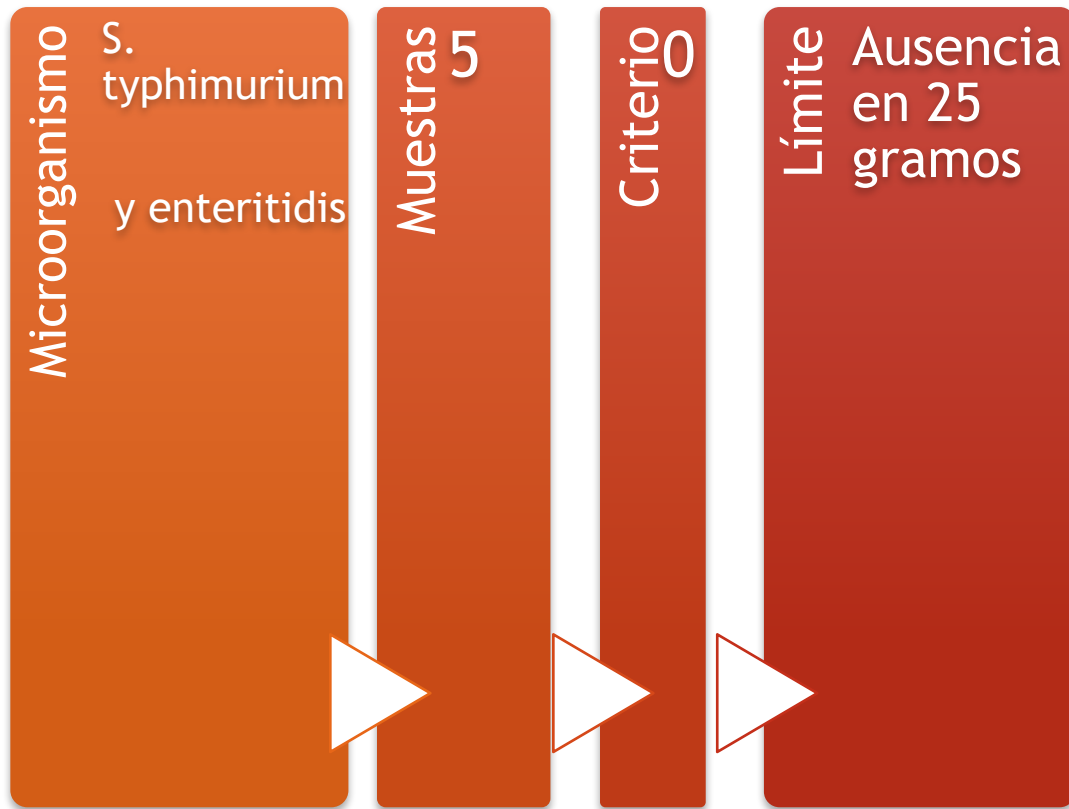 Microorganismo
S.
typhimurium
y enteritidis
Muestras
5
Criterio
0
Límite
Ausencia
en 25
gramos